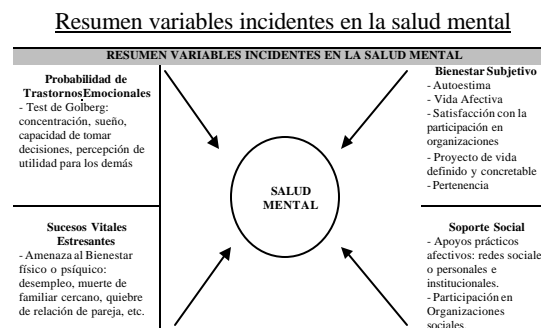 Resumen variables incidentes en la salud mental
RESUMEN VARIABLES INCIDENTES EN LA SALUD MENTAL
Probabilidad de
TrastornosEmocionales
- Test de Golberg:
concentración, sueño,
capacidad de tomar
decisiones, percepción de
utilidad para los demás
Bienestar Subjetivo
- Autoestima
- Vida Afectiva
- Satisfacción con la
participación en
organizaciones
- Proyecto de vida
definido y concretable
- Pertenencia
SALUD
MENTAL
Sucesos Vitales
Estresantes
- Amenaza al Bienestar
físico o psíquico:
desempleo, muerte de
familiar cercano, quiebre
de relación de pareja, etc.
Soporte Social
- Apoyos prácticos
afectivos: redes sociale
o personales e
institucionales.
- Participación en
Organizaciones
sociales